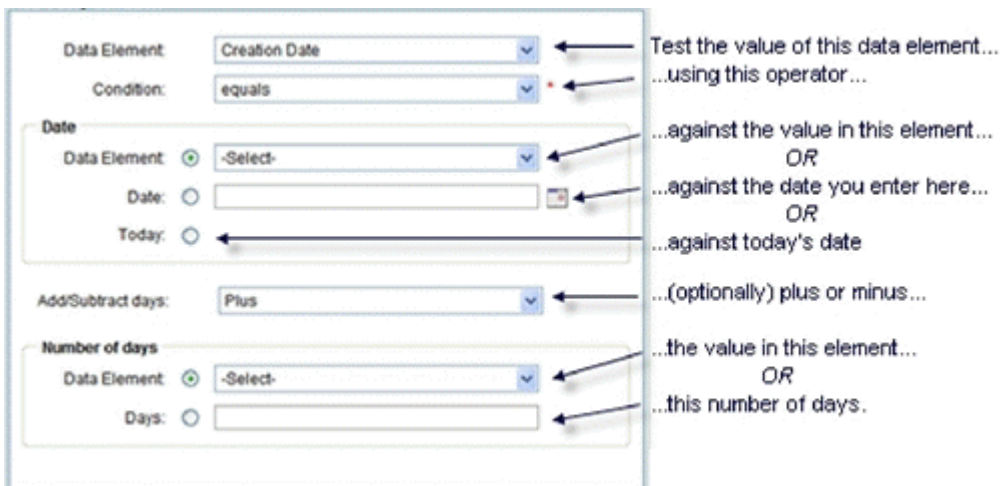 Data Element: Creation Date Test the value of this data element...
Condition: equals * ...using this operator...
Date
Data Element: -Select- ...against the value in this element...
OR
Date: ...against the date you enter here...
OR
Today: ...against today's date
Add/Subtract days: Plus ...(optionally) plus or minus...
Number of days
Data Element: -Select- ...the value in this element...
OR
Days: ...this number of days.